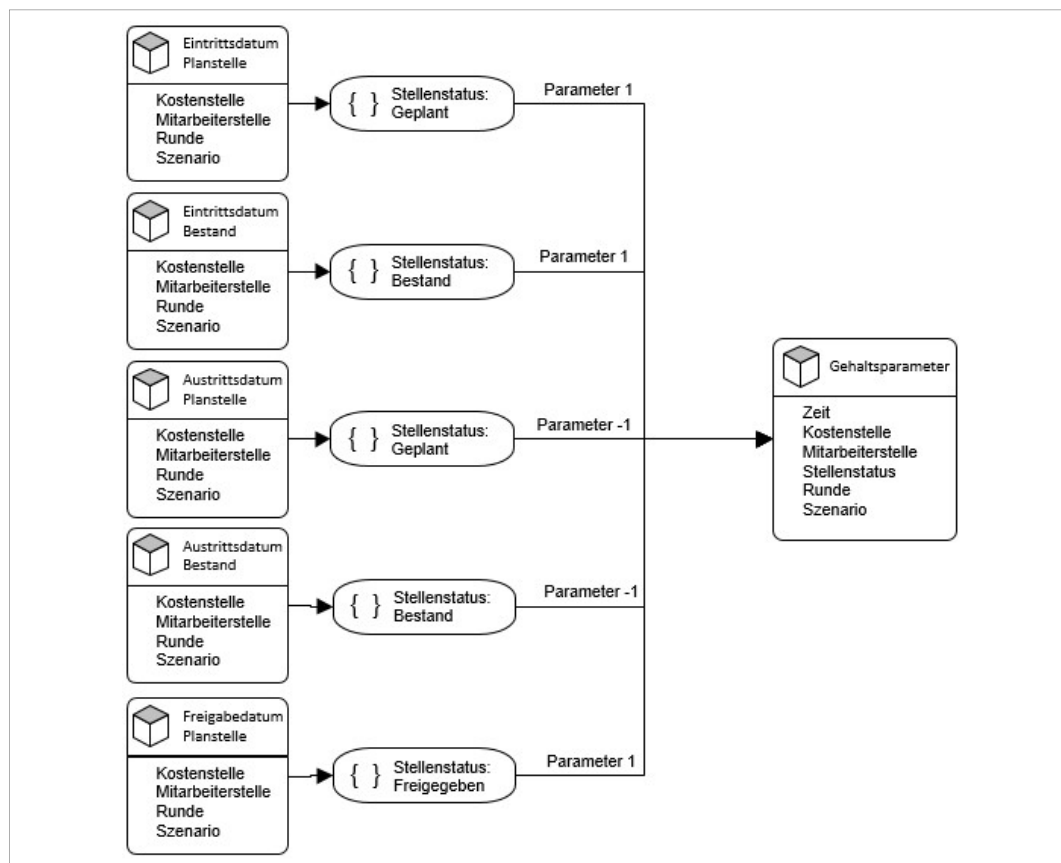 Eintrittsdatum
Planstelle
Kostenstelle
Mitarbeiterstelle
Runde
Szenario
{ } Stellenstatus:
Geplant
Parameter 1
Eintrittsdatum
Bestand
Kostenstelle
Mitarbeiterstelle
Runde
Szenario
{ } Stellenstatus:
Bestand
Parameter 1
Austrittsdatum
Planstelle
Kostenstelle
Mitarbeiterstelle
Runde
Szenario
{ } Stellenstatus:
Geplant
Parameter -1
Austrittsdatum
Bestand
Kostenstelle
Mitarbeiterstelle
Runde
Szenario
{ } Stellenstatus:
Bestand
Parameter -1
Freigabedatum
Planstelle
Kostenstelle
Mitarbeiterstelle
Runde
Szenario
{ } Stellenstatus:
Freigegeben
Parameter 1
Gehaltsparameter
Zeit
Kostenstelle
Mitarbeiterstelle
Stellenstatus
Runde
Szenario